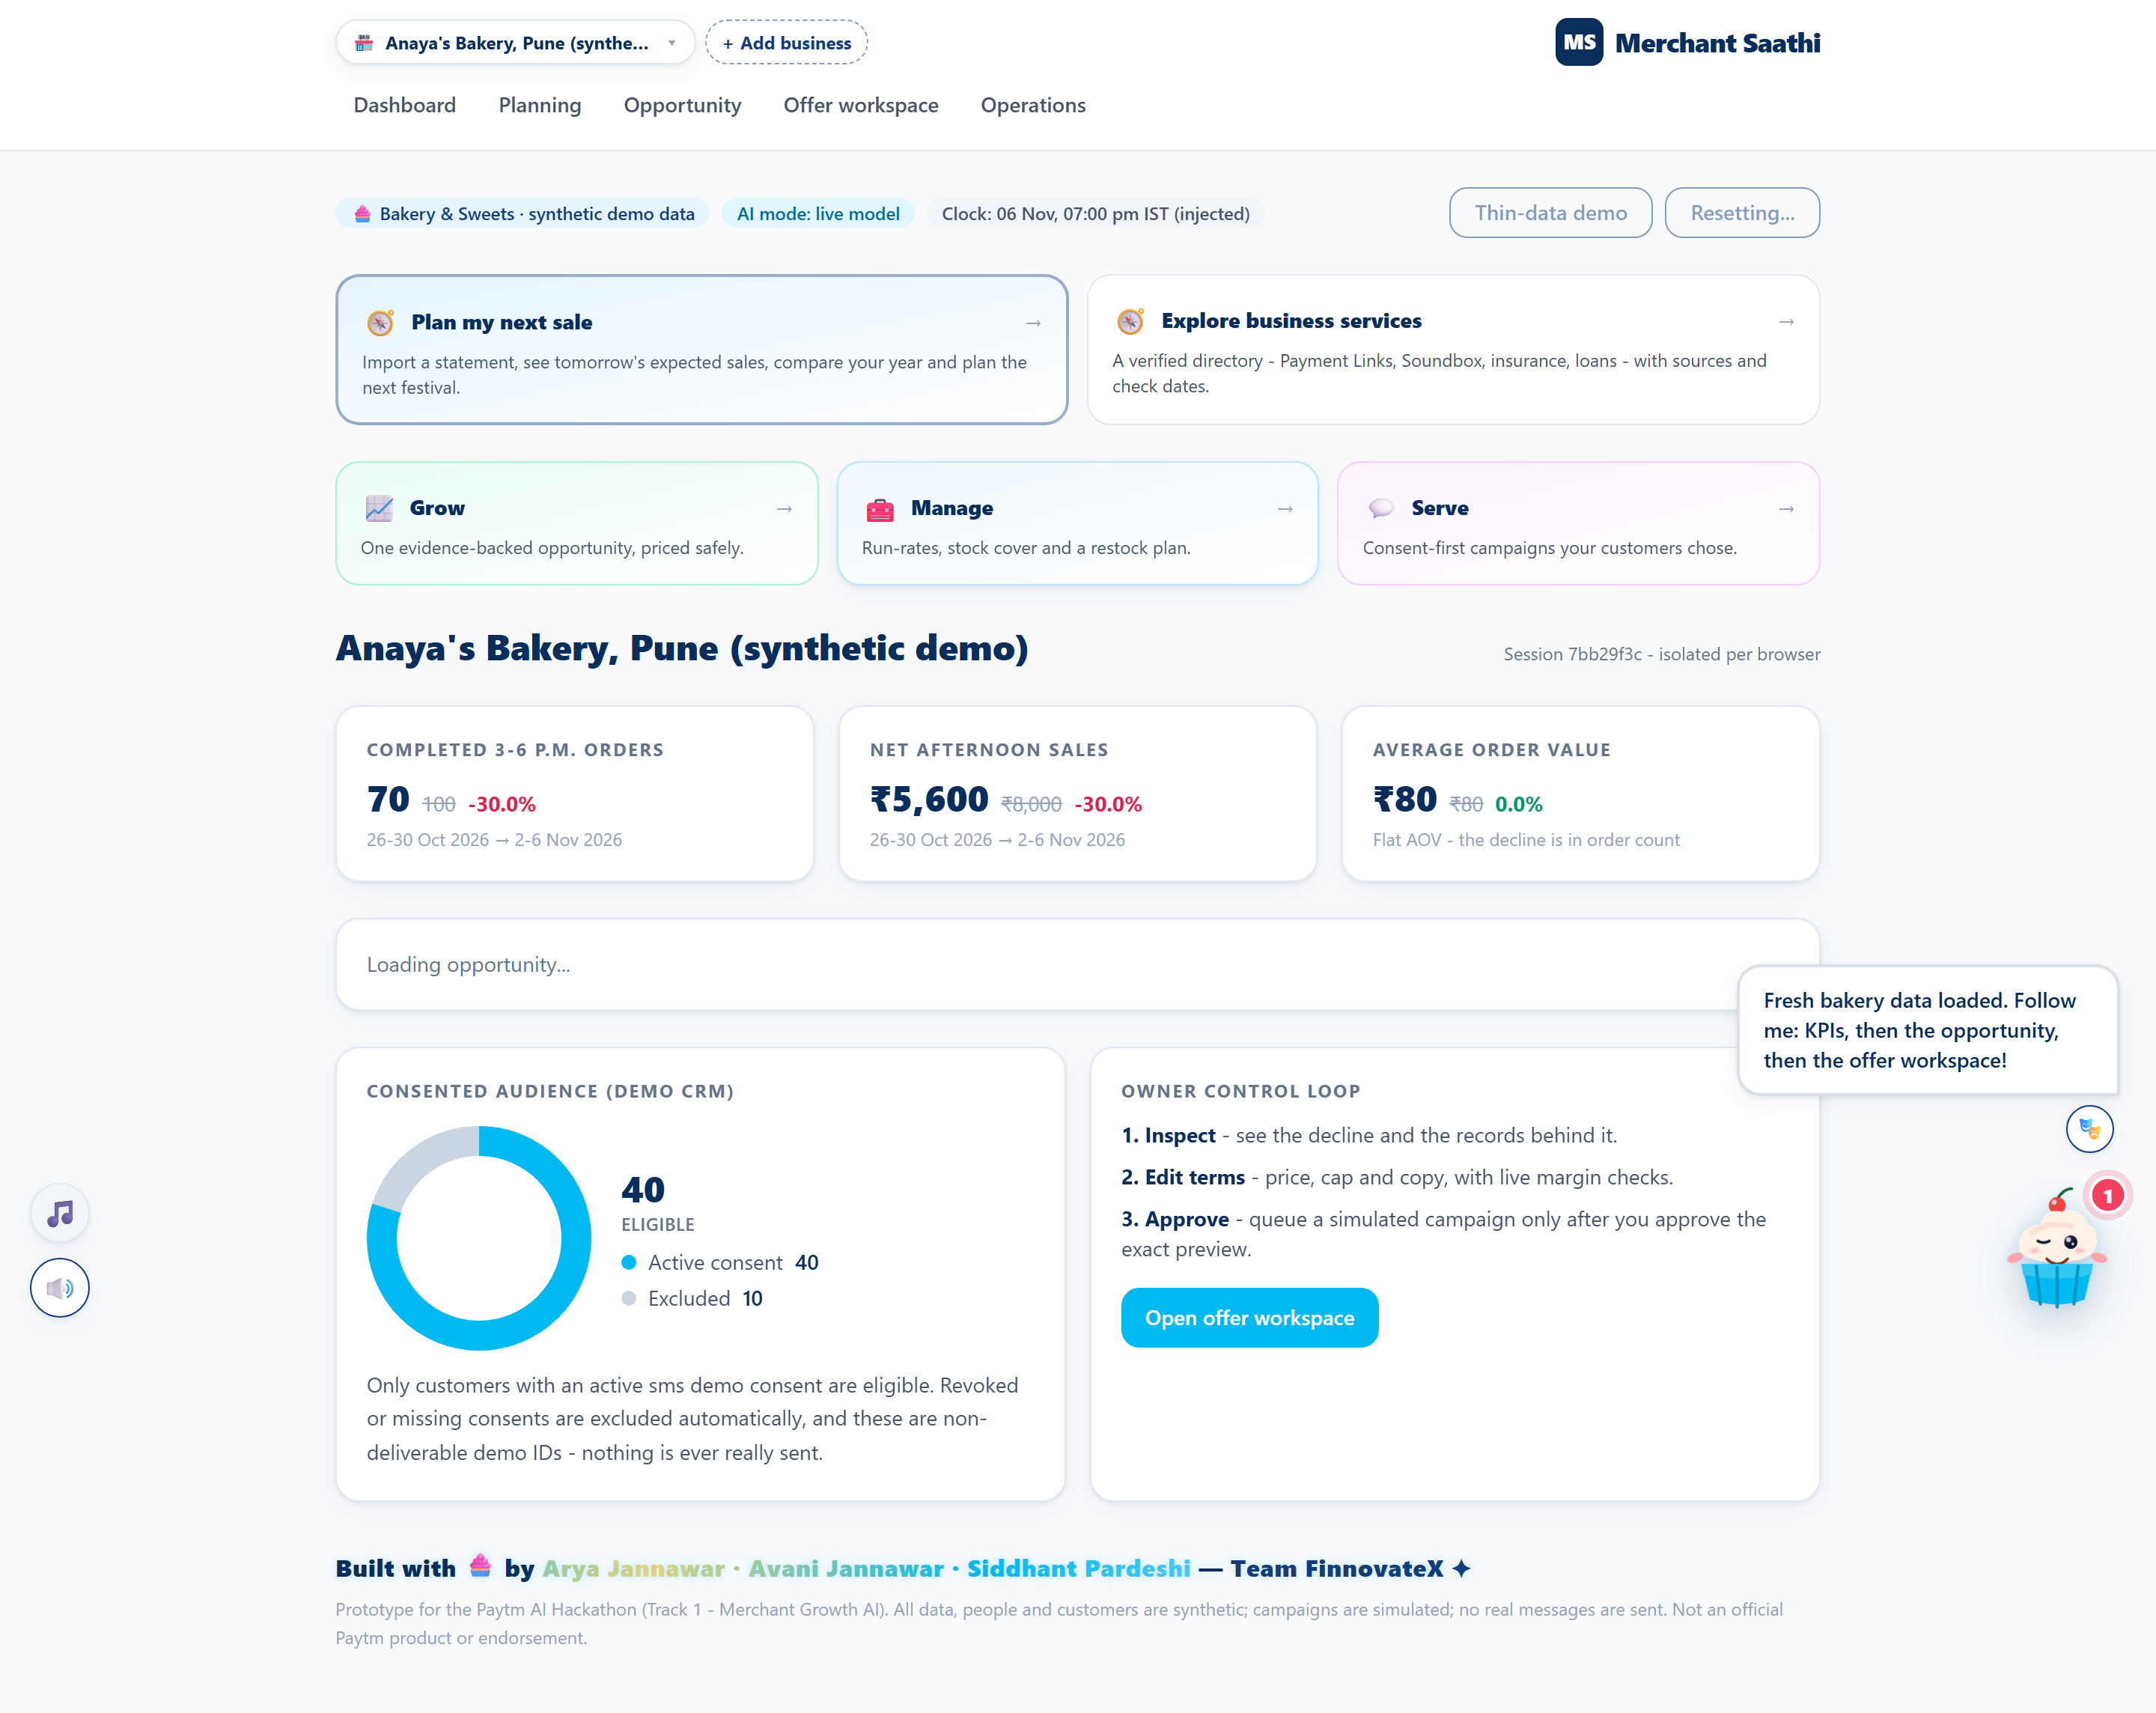 Anaya's Bakery, Pune (synthe...
+ Add business
MS Merchant Saathi
Dashboard Planning Opportunity Offer workspace Operations
Bakery & Sweets · synthetic demo data
AI mode: live model
Clock: 06 Nov, 07:00 pm IST (injected)
Thin-data demo
Resetting...
Plan my next sale →
Import a statement, see tomorrow's expected sales, compare your year and plan the
next festival.
Explore business services →
A verified directory - Payment Links, Soundbox, insurance, loans - with sources and
check dates.
Grow →
One evidence-backed opportunity, priced safely.
Manage →
Run-rates, stock cover and a restock plan.
Serve →
Consent-first campaigns your customers chose.
Anaya's Bakery, Pune (synthetic demo)
Session 7bb29f3c - isolated per browser
COMPLETED 3-6 P.M. ORDERS
70 100 -30.0%
26-30 Oct 2026 → 2-6 Nov 2026
NET AFTERNOON SALES
₹5,600 ₹8,000 -30.0%
26-30 Oct 2026 → 2-6 Nov 2026
AVERAGE ORDER VALUE
₹80 ₹80 0.0%
Flat AOV - the decline is in order count
Loading opportunity...
Fresh bakery data loaded. Follow
me: KPIs, then the opportunity,
then the offer workspace!
1
CONSENTED AUDIENCE (DEMO CRM)
40
ELIGIBLE
Active consent 40
Excluded 10
Only customers with an active sms demo consent are eligible. Revoked
or missing consents are excluded automatically, and these are non-
deliverable demo IDs - nothing is ever really sent.
OWNER CONTROL LOOP
1. Inspect - see the decline and the records behind it.
2. Edit terms - price, cap and copy, with live margin checks.
3. Approve - queue a simulated campaign only after you approve the
exact preview.
Open offer workspace
Built with 🧁 by Arya Jannawar · Avani Jannawar · Siddhant Pardeshi — Team FinnovateX ✦
Prototype for the Paytm AI Hackathon (Track 1 - Merchant Growth AI). All data, people and customers are synthetic; campaigns are simulated; no real messages are sent. Not an official
Paytm product or endorsement.